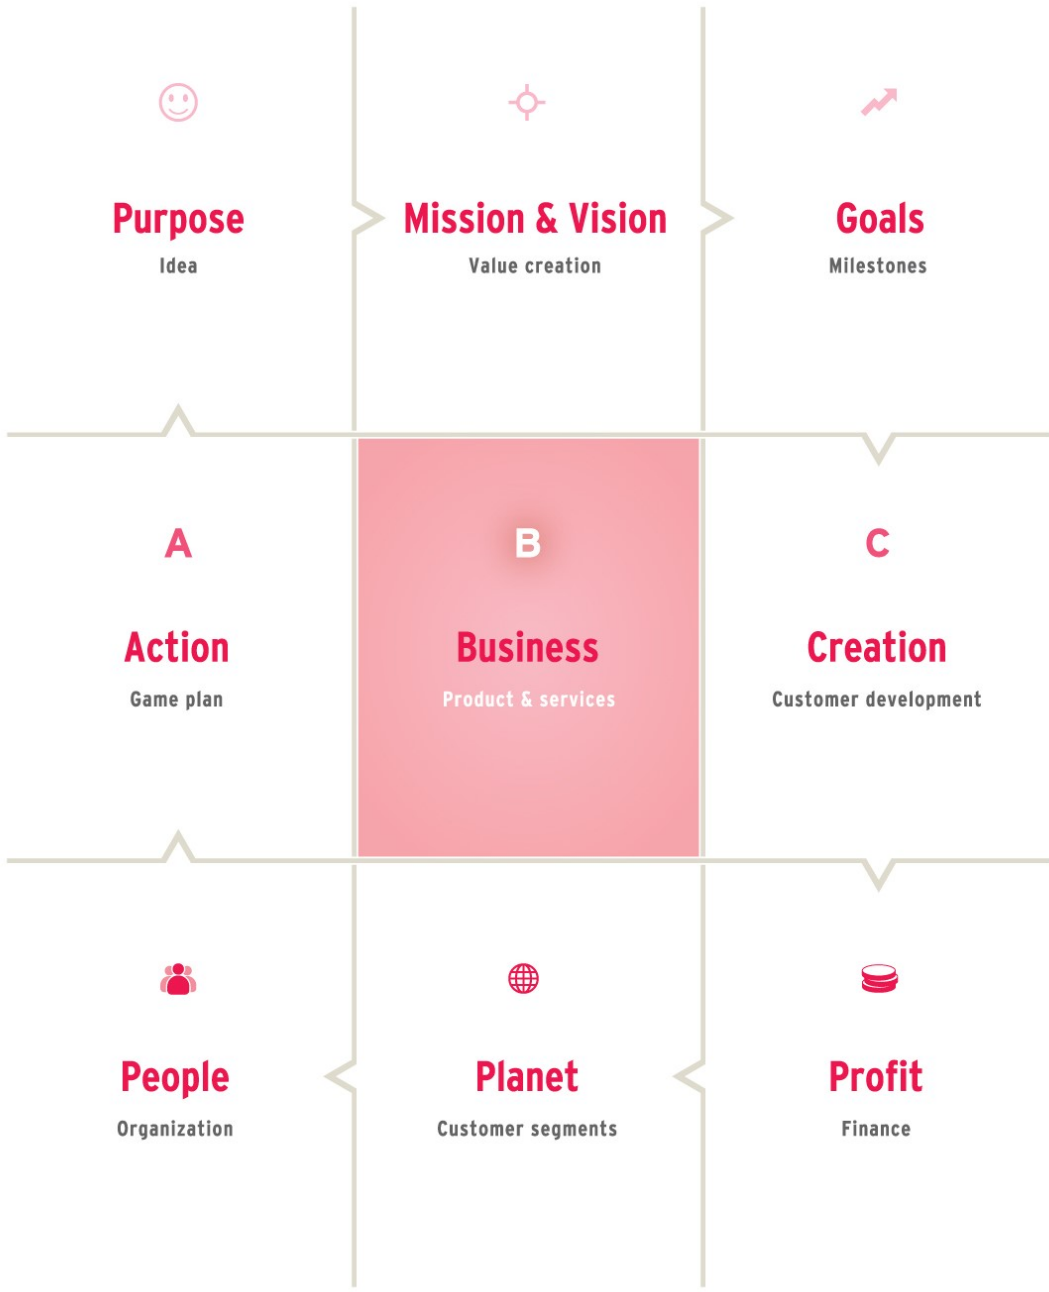 Purpose
Idea
Mission & Vision
Value creation
Goals
Milestones
A
Action
Game plan
B
Business
Product & services
C
Creation
Customer development
People
Organization
Planet
Customer segments
Profit
Finance